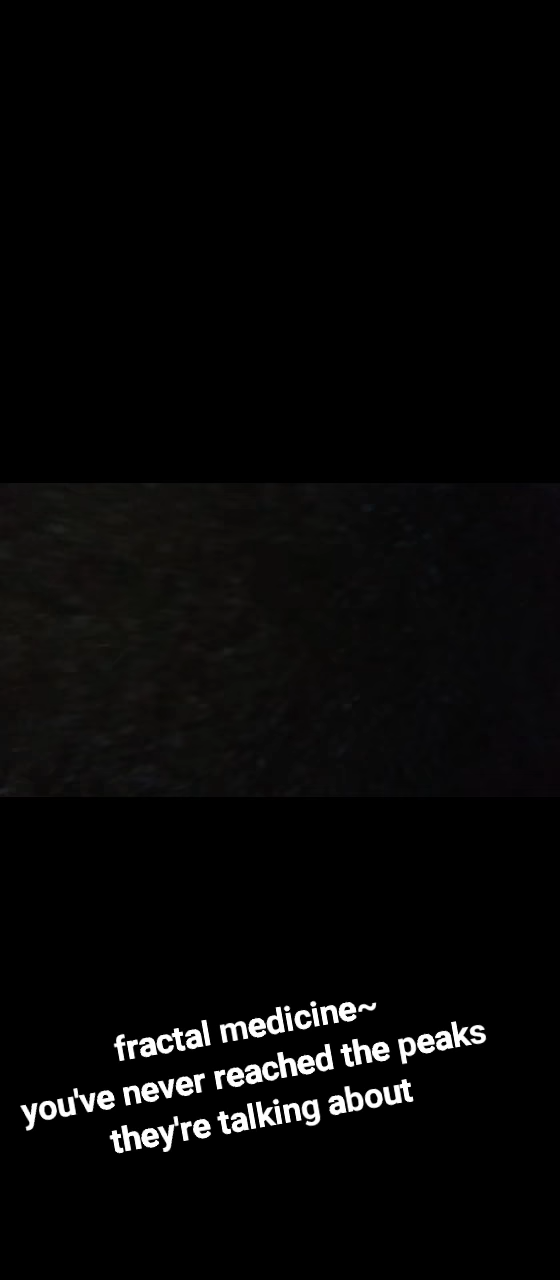 fractal medicine~
you've never reached the peaks
they're talking about